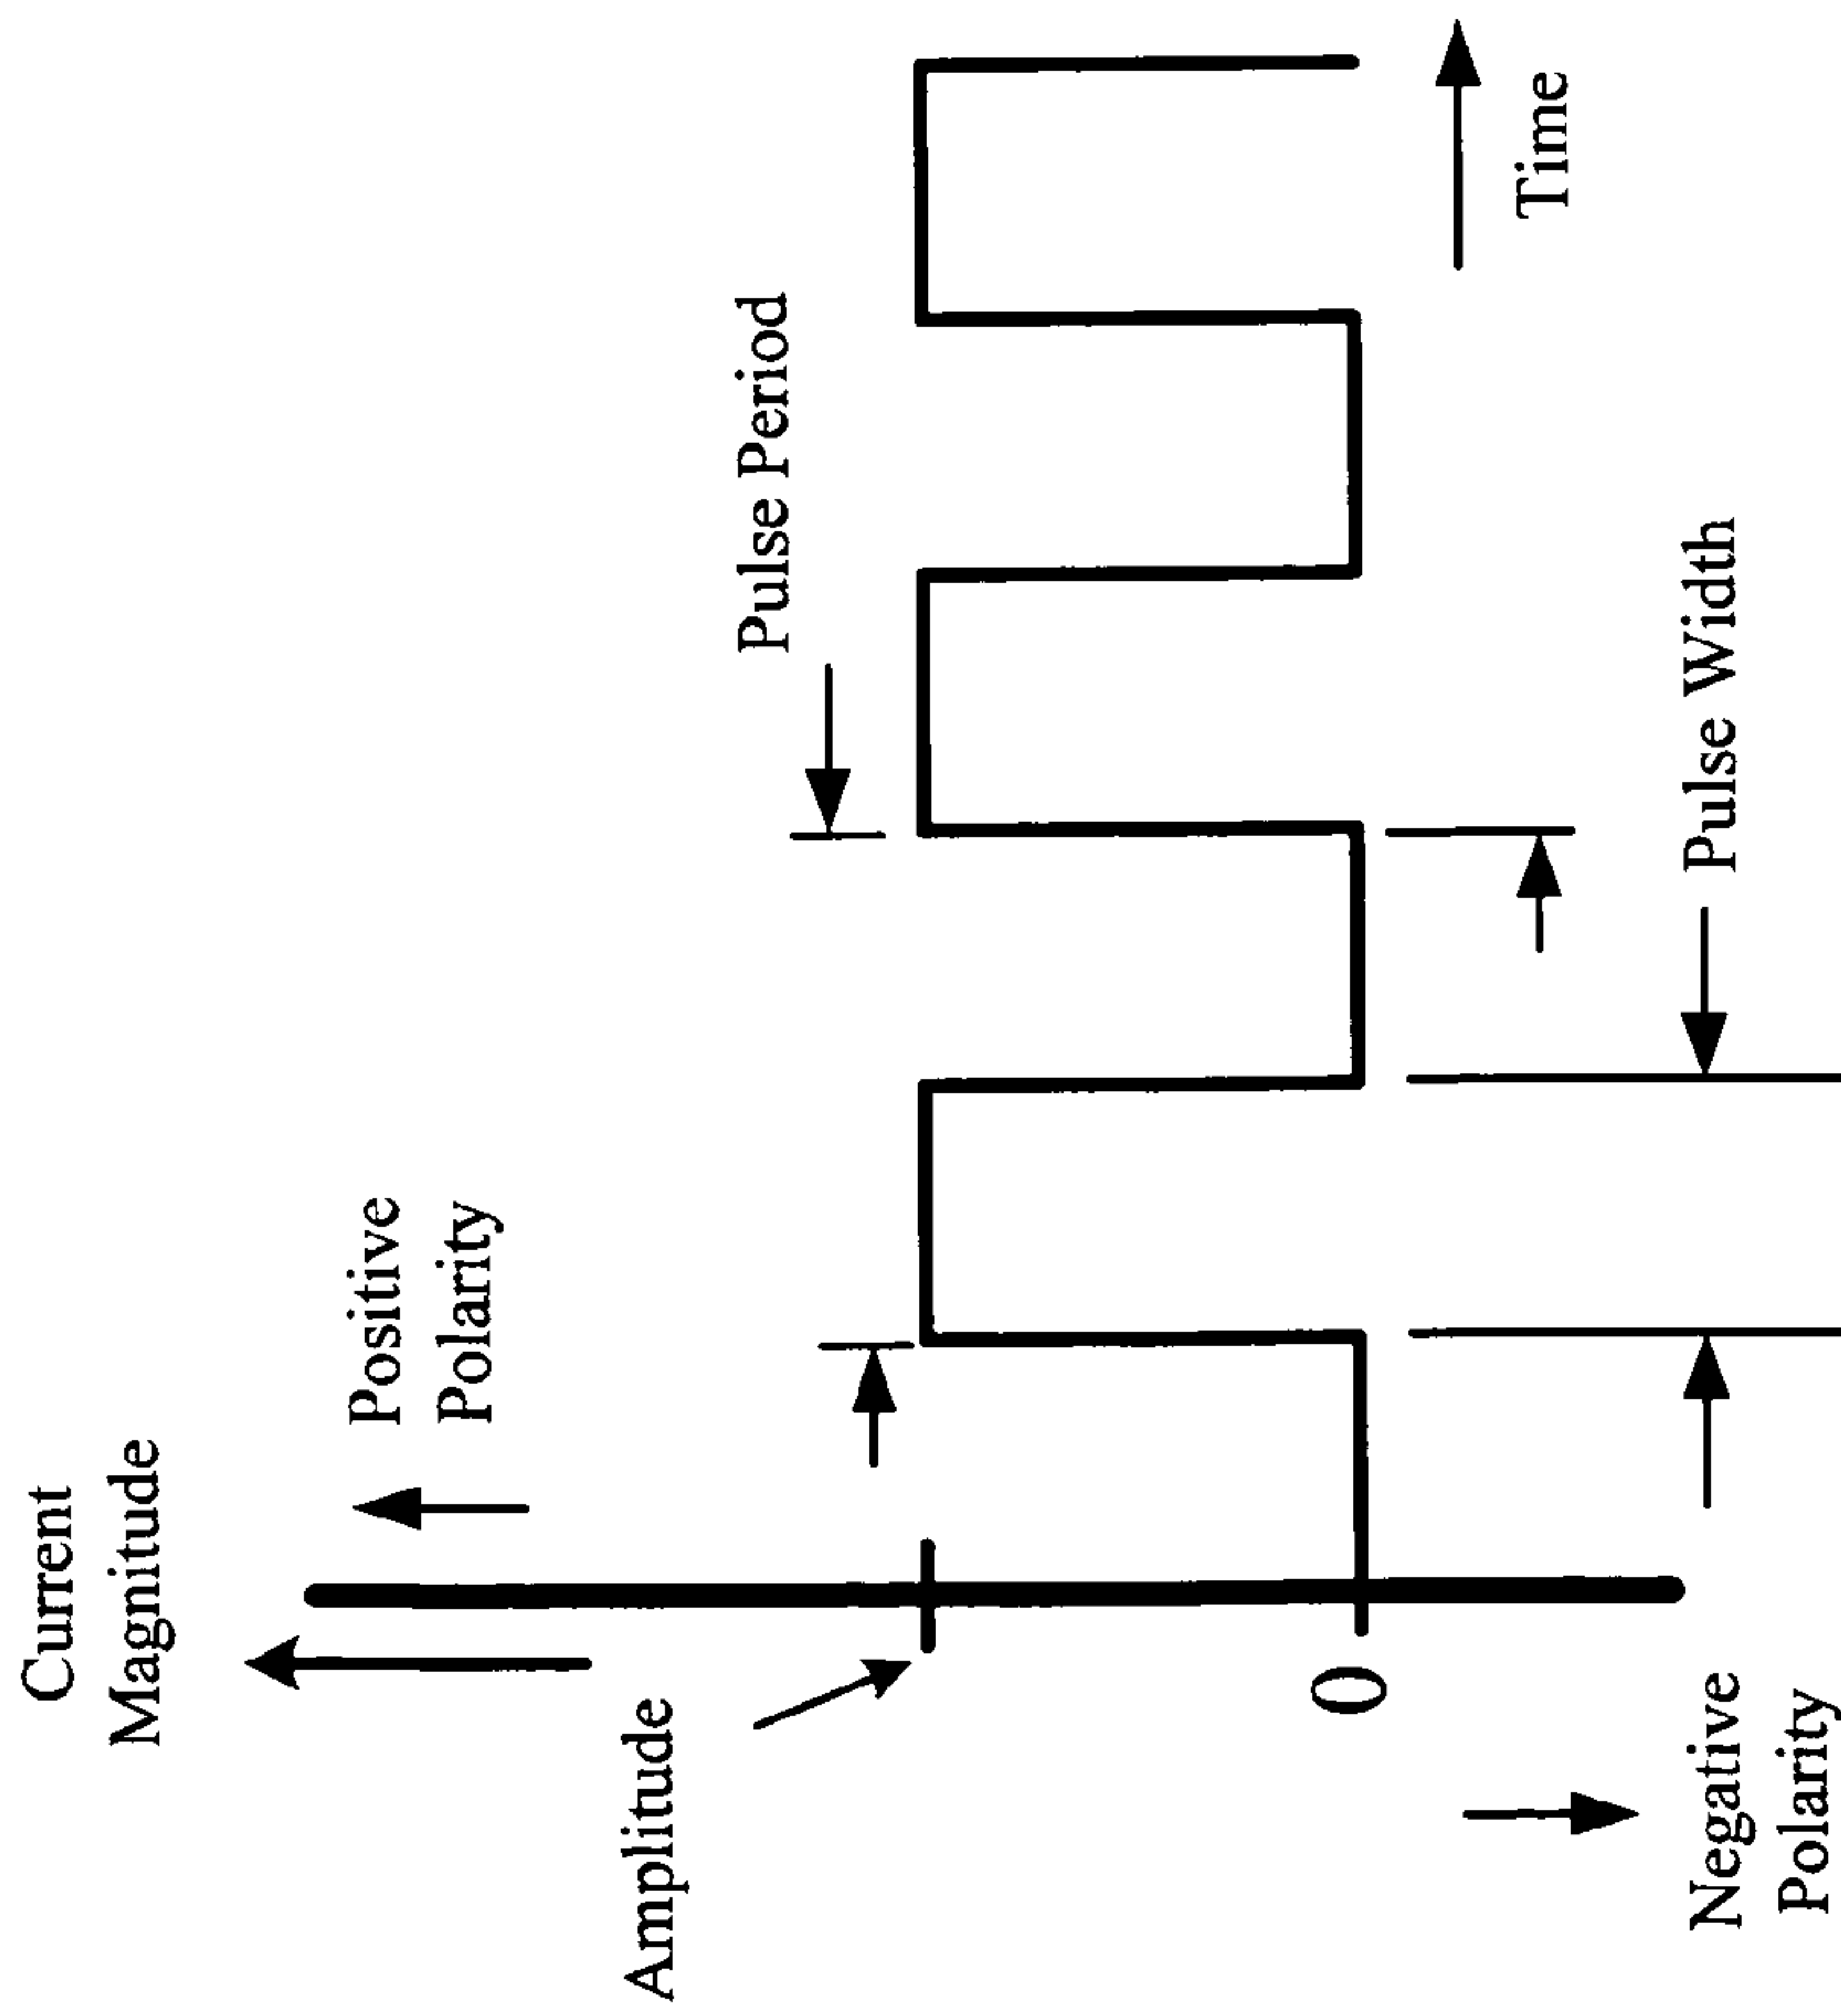 Current
Magnitude
Positive
Polarity
Amplitude
Pulse Period
0
Time
Negative
Polarity
Pulse Width